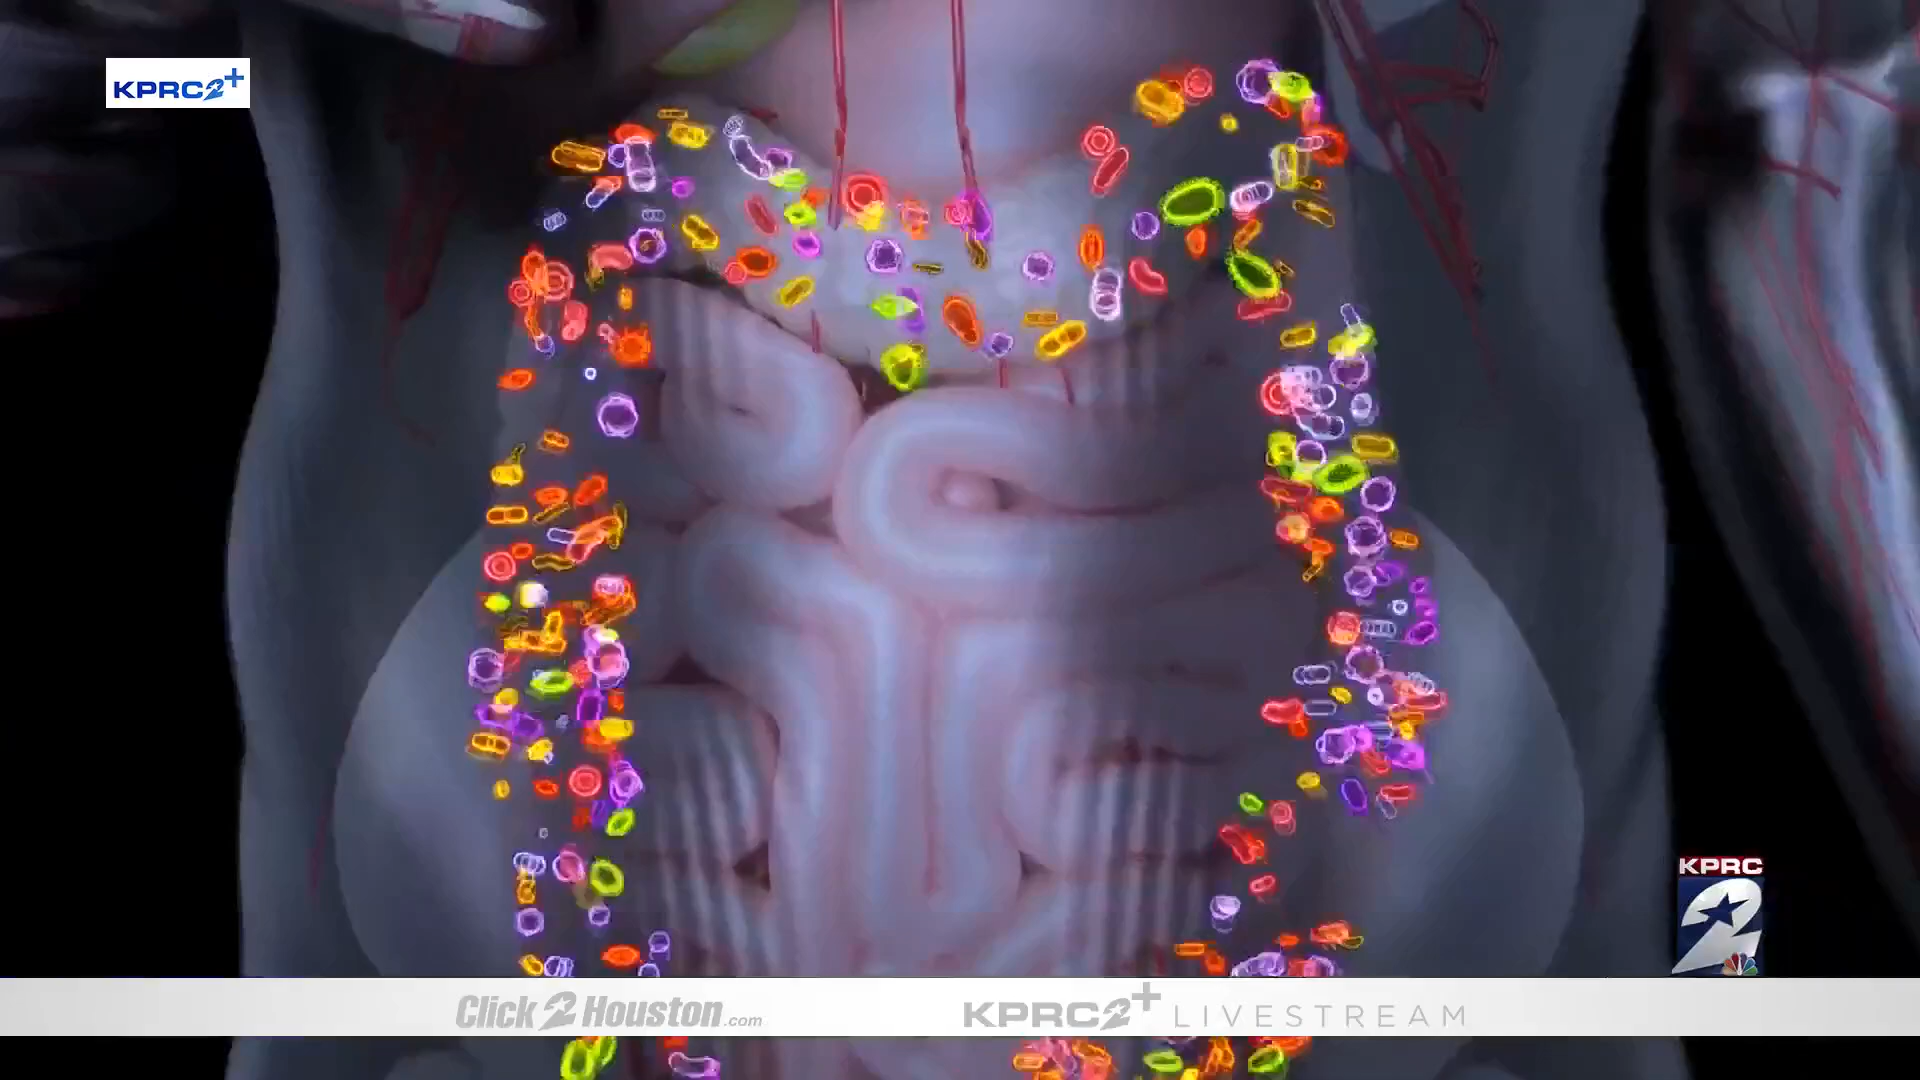 KPRC2+
KPRC
2
Click2Houston.com
KPRC2+ LIVESTREAM